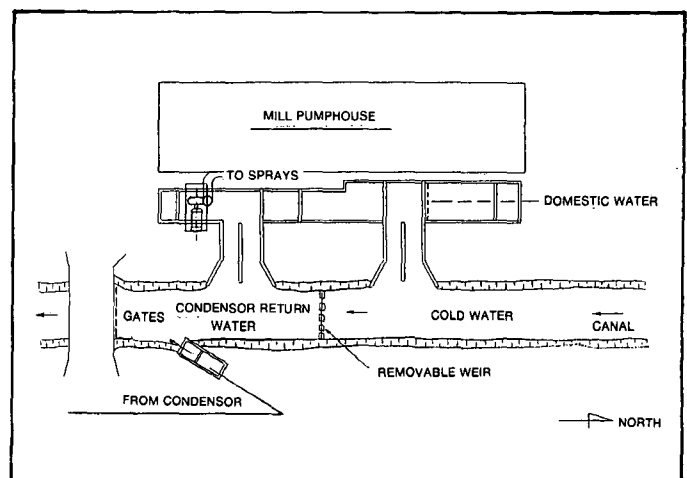 MILL PUMPHOUSE
TO SPRAYS
DOMESTIC WATER
GATES
CONDENSOR RETURN
WATER
COLD WATER
CANAL
REMOVABLE WEIR
FROM CONDENSOR
NORTH